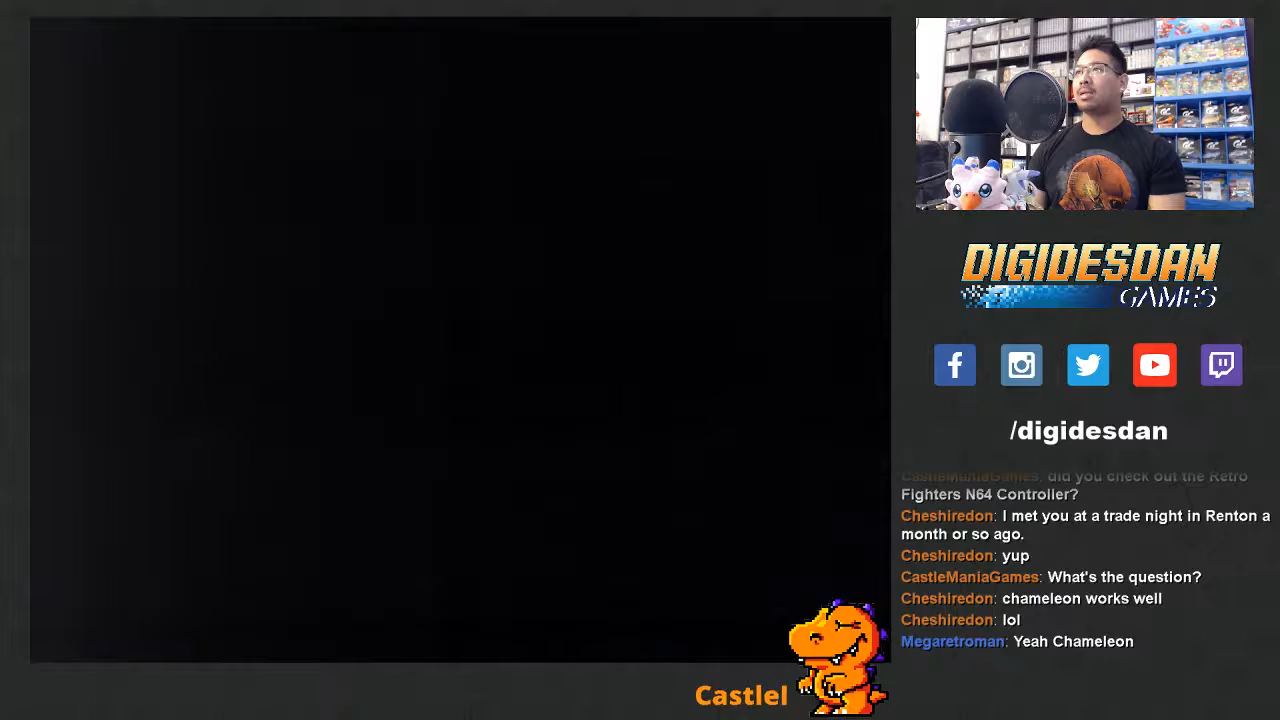 DIGIDESDAN
GAMES
/digidesdan
CastleManiaGames: did you check out the Retro
Fighters N64 Controller?
Cheshiredon: I met you at a trade night in Renton a
month or so ago.
Cheshiredon: yup
CastleManiaGames: What's the question?
Cheshiredon: chameleon works well
Cheshiredon: lol
Megaretroman: Yeah Chameleon
Castlel